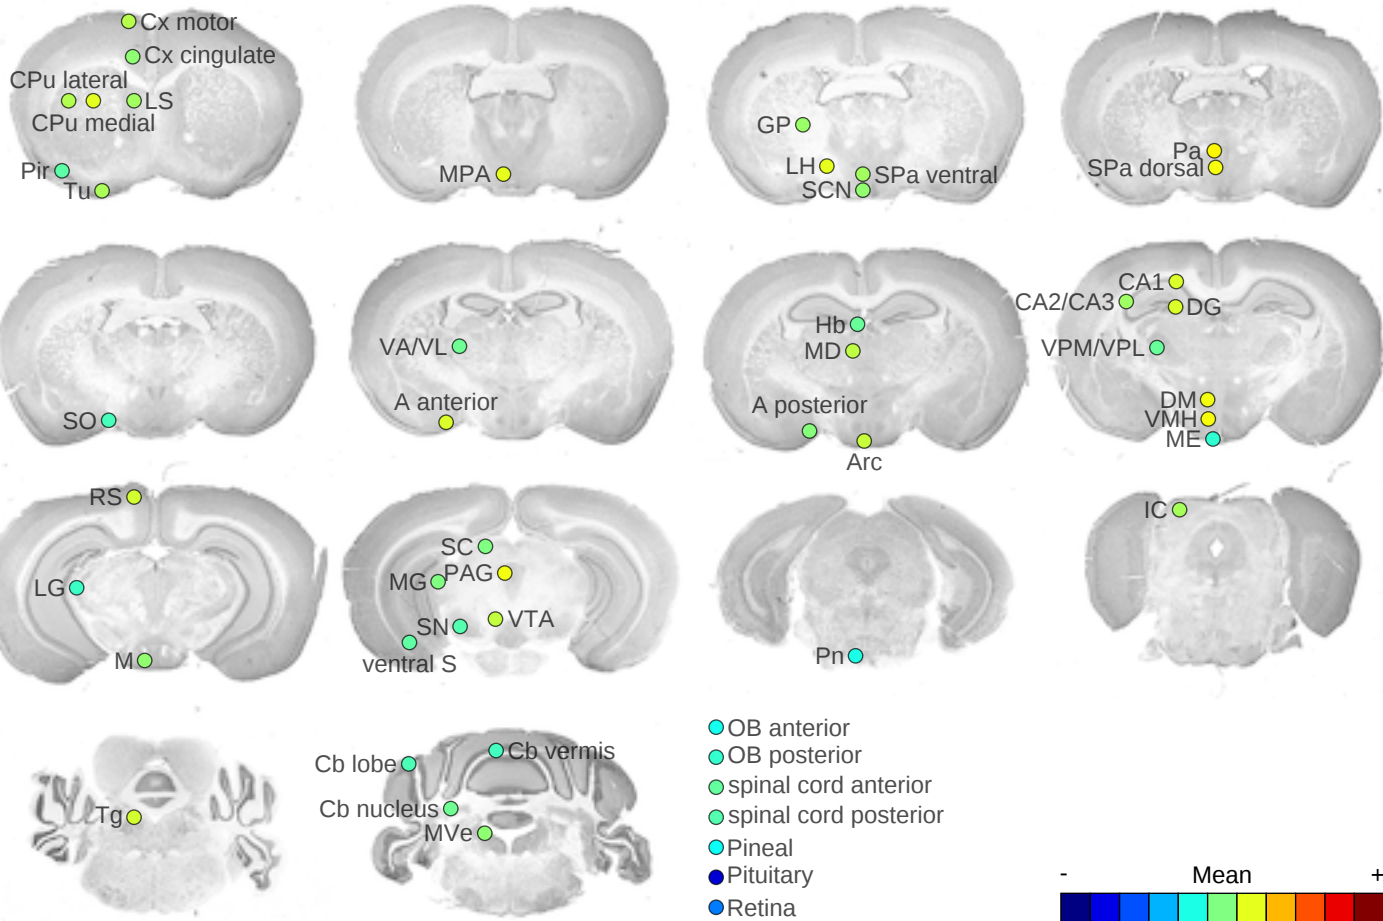 Cx motor
Cx cingulate
CPu lateral
LS
CPu medial
Pir
Tu
MPA
GP
LH
SPa ventral
SCN
Pa
SPa dorsal
SO
VA/VL
A anterior
Hb
MD
A posterior
Arc
CA1
CA2/CA3
DG
VPM/VPL
DM
VMH
ME
RS
LG
M
SC
MG
PAG
SN
VTA
ventral S
Pn
IC
Tg
Cb lobe
Cb vermis
Cb nucleus
MVe
OB anterior
OB posterior
spinal cord anterior
spinal cord posterior
Pineal
Pituitary
Retina
- Mean +